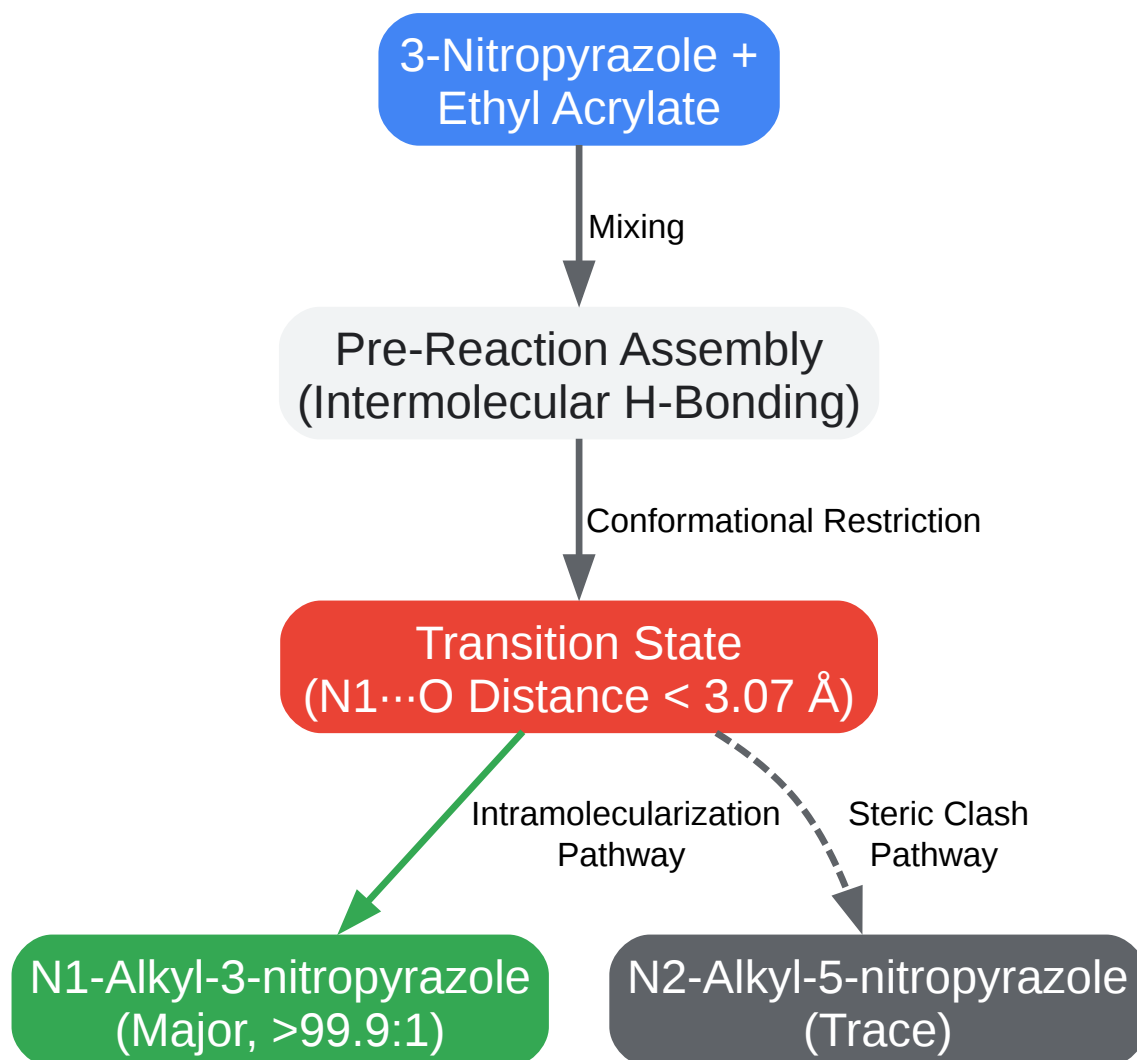 3-Nitropyrazole +
Ethyl Acrylate
Mixing
Pre-Reaction Assembly
(Intermolecular H-Bonding)
Conformational Restriction
Transition State
(N1···O Distance < 3.07 Å)
Intramolecularization
Pathway
Steric Clash
Pathway
N1-Alkyl-3-nitropyrazole
(Major, >99.9:1)
N2-Alkyl-5-nitropyrazole
(Trace)